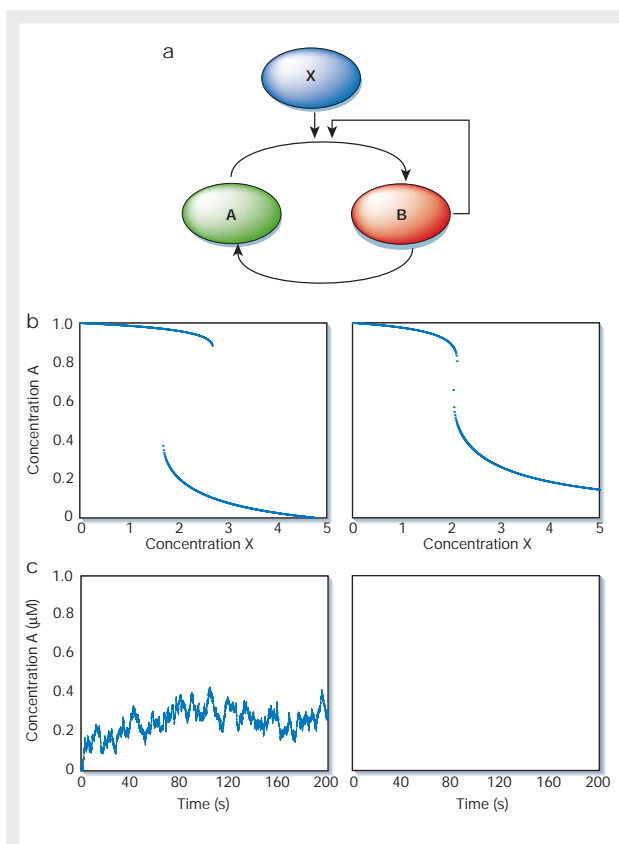 a
X
A
B
b
1.0
0.8
0.6
0.4
0.2
0
Concentration A
0 1 2 3 4 5
0 1 2 3 4 5
Concentration X
Concentration X
c
1.0
0.8
0.6
0.4
0.2
0
Concentration A (μM)
0 40 80 120 160 200
0 40 80 120 160 200
Time (s)
Time (s)